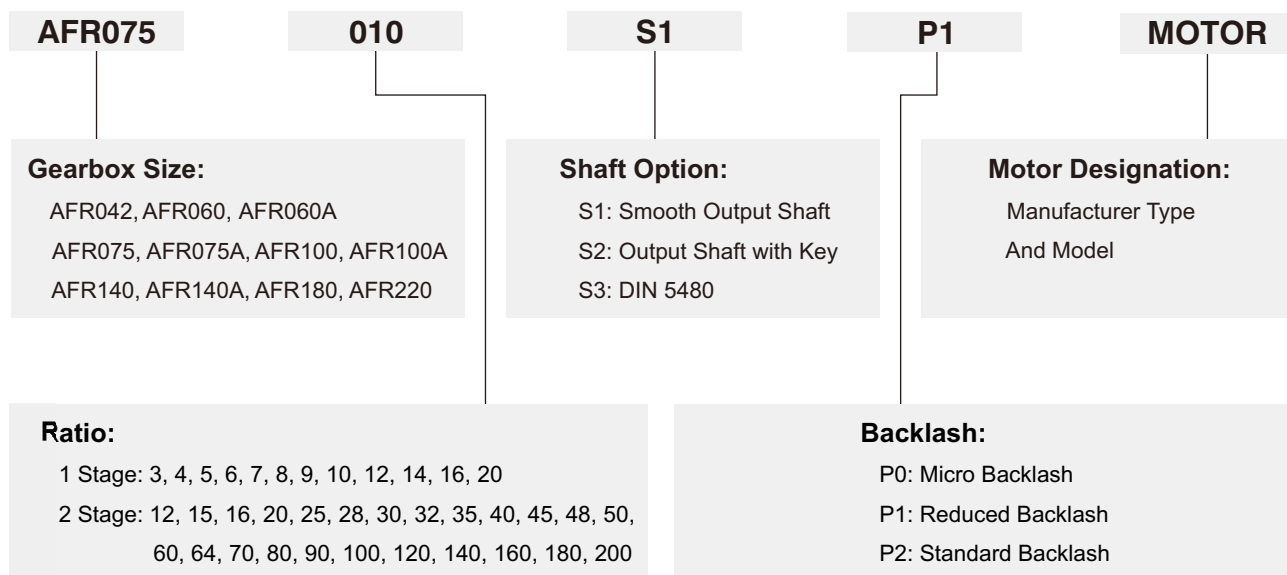 AFR075 010 S1 P1 MOTOR
Gearbox Size:
AFR042, AFR060, AFR060A
AFR075, AFR075A, AFR100, AFR100A
AFR140, AFR140A, AFR180, AFR220
Shaft Option:
S1: Smooth Output Shaft
S2: Output Shaft with Key
S3: DIN 5480
Motor Designation:
Manufacturer Type
And Model
Ratio:
1 Stage: 3, 4, 5, 6, 7, 8, 9, 10, 12, 14, 16, 20
2 Stage: 12, 15, 16, 20, 25, 28, 30, 32, 35, 40, 45, 48, 50,
60, 64, 70, 80, 90, 100, 120, 140, 160, 180, 200
Backlash:
P0: Micro Backlash
P1: Reduced Backlash
P2: Standard Backlash